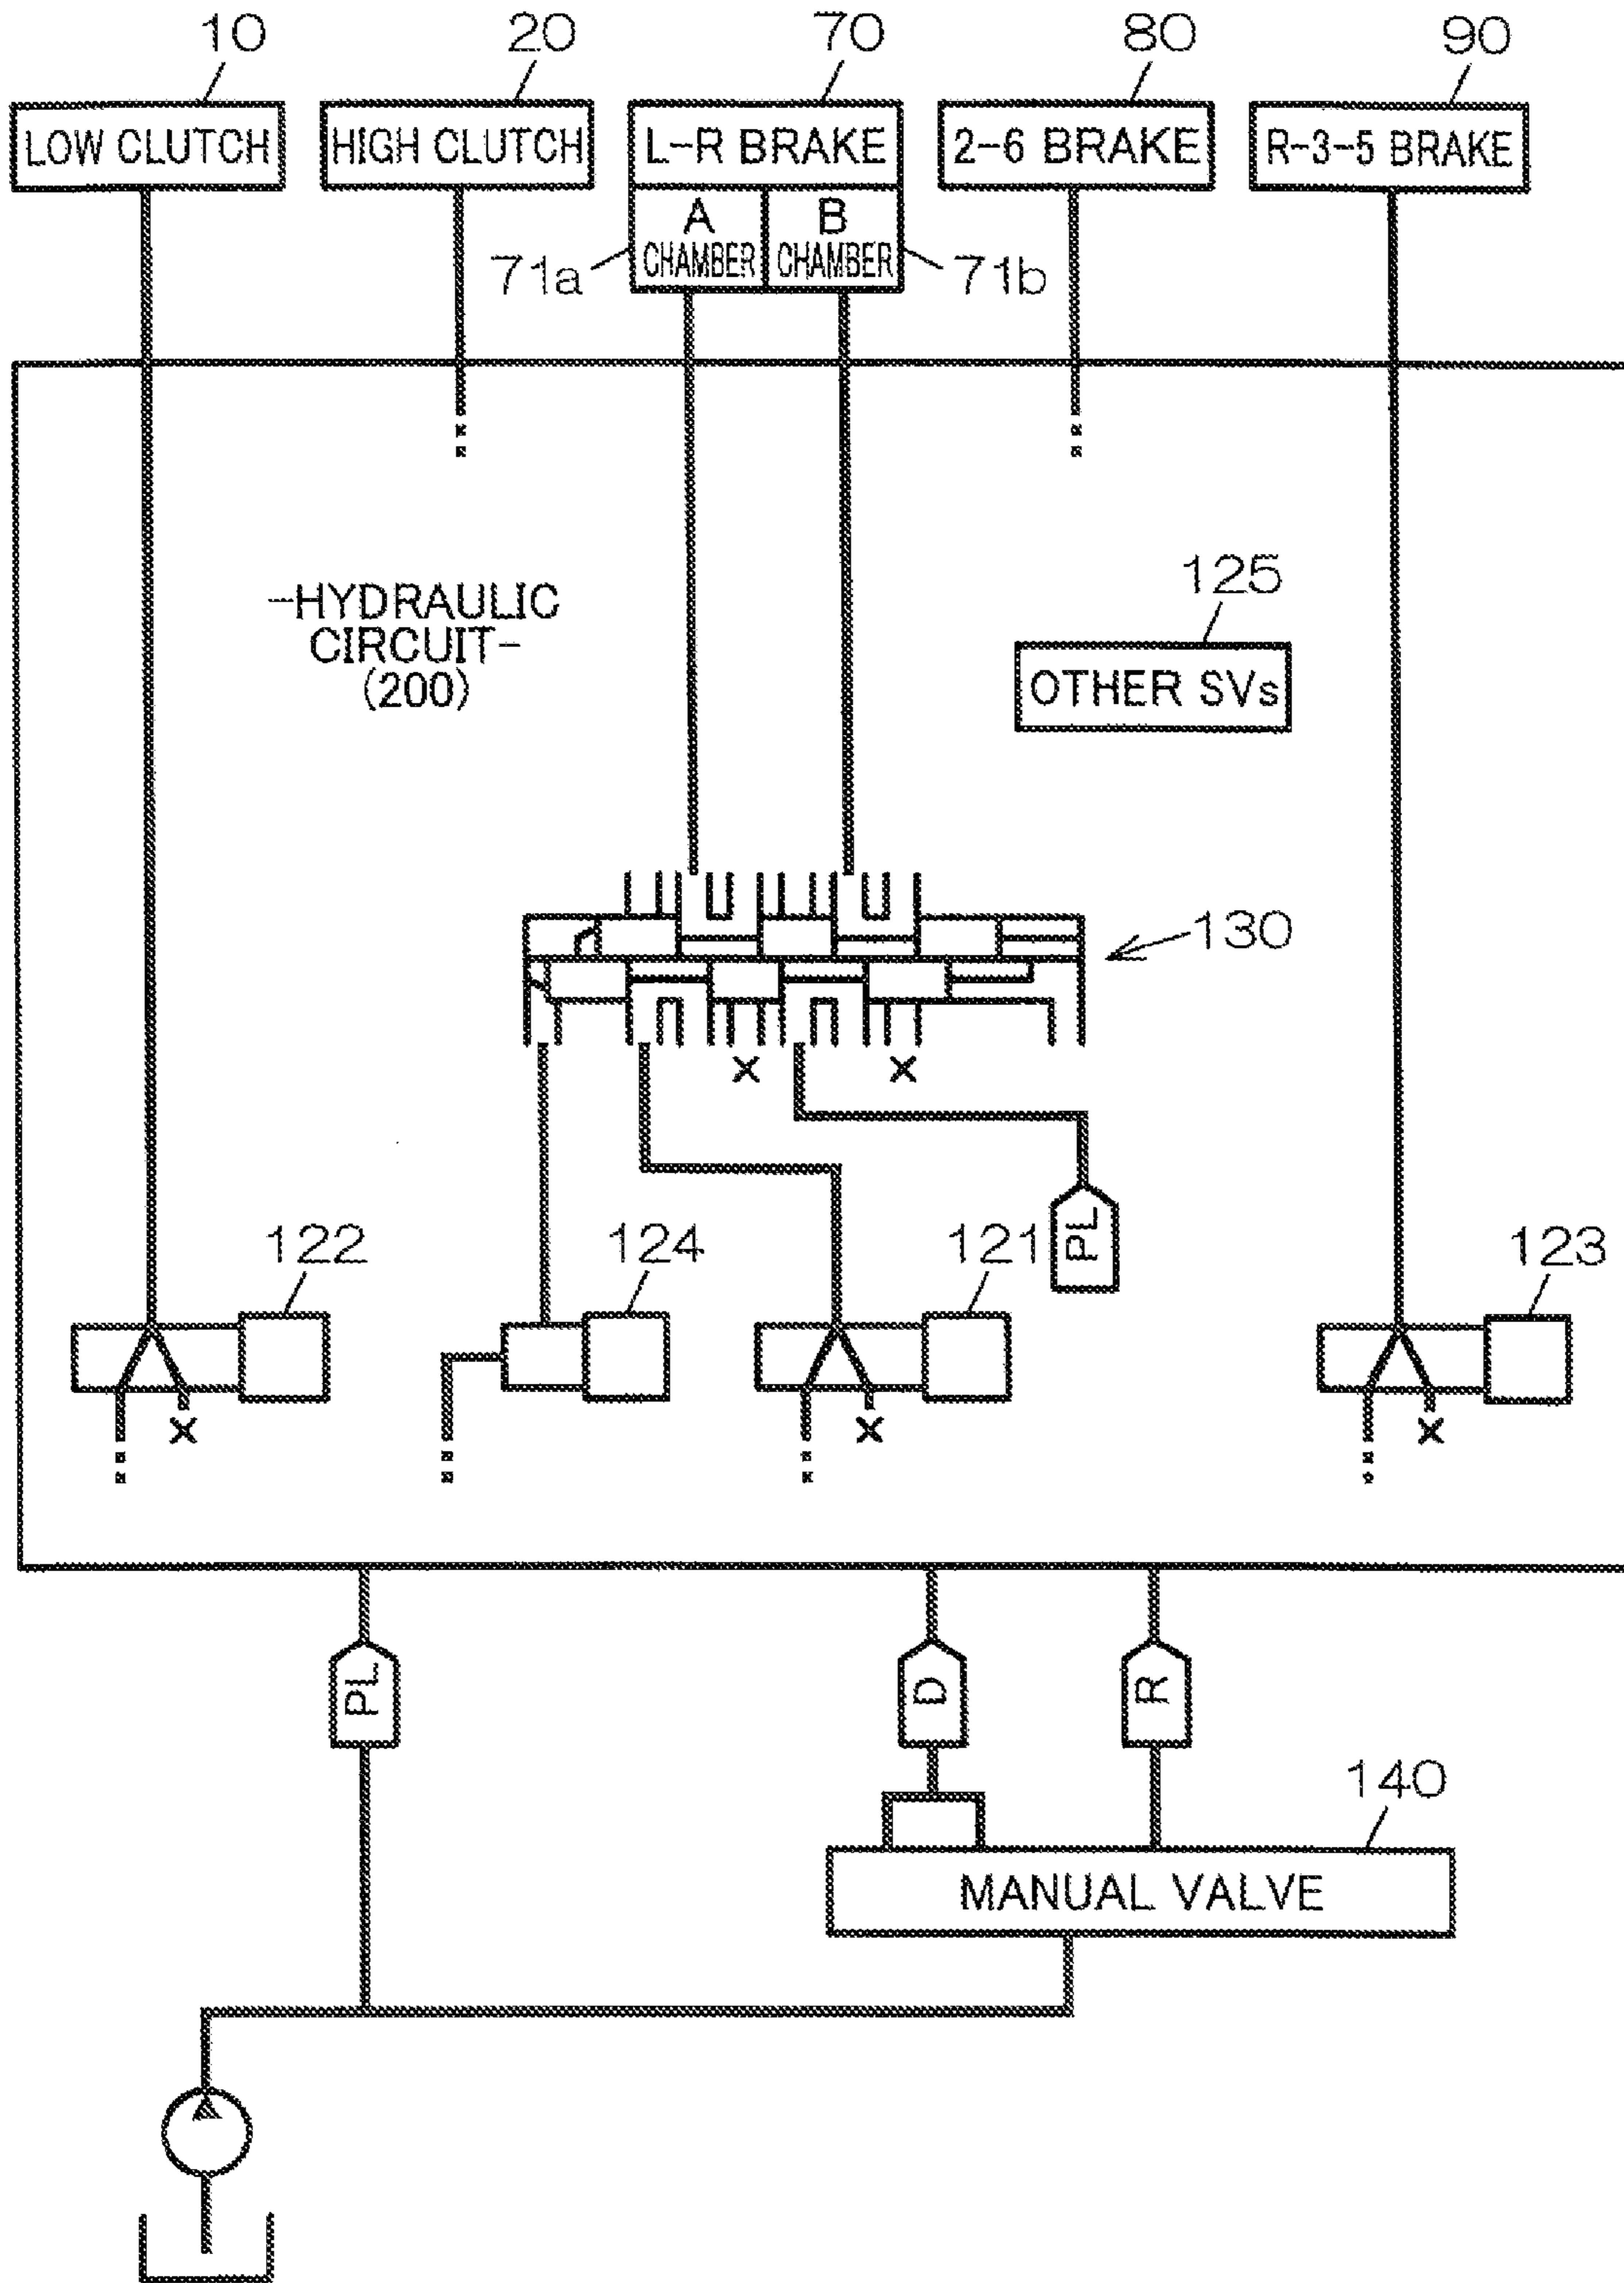 10
20
70
80
90
LOW CLUTCH
HIGH CLUTCH
L-R BRAKE
2-6 BRAKE
R-3-5 BRAKE
A
CHAMBER
B
CHAMBER
71a
71b
-HYDRAULIC
CIRCUIT-
(200)
125
OTHER SVs
130
X
X
PL
122
124
121
123
X
X
X
PL
D
R
140
MANUAL VALVE